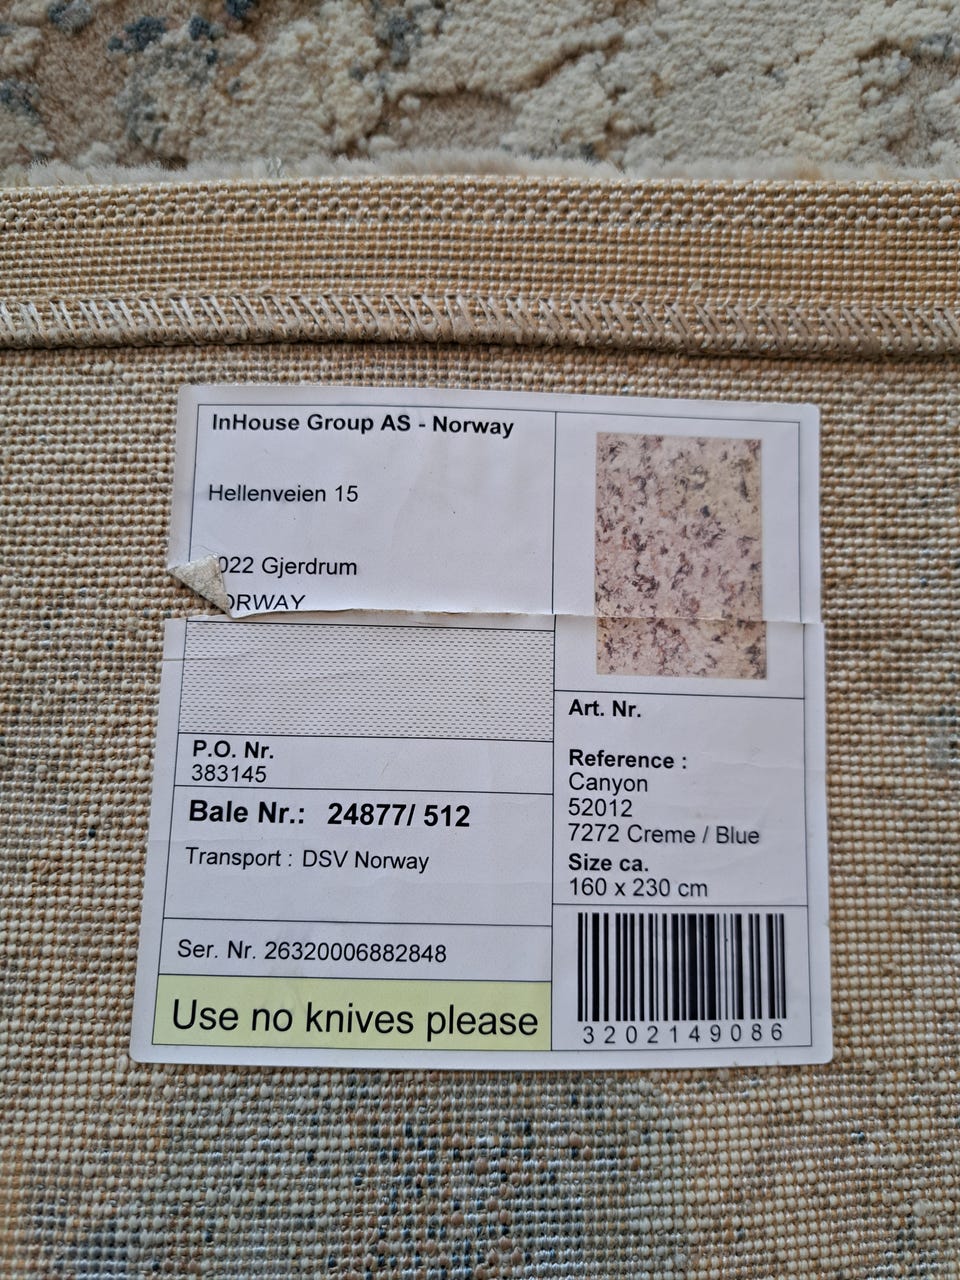 InHouse Group AS - Norway
Hellenveien 15
022 Gjerdrum
ORWAY
P.O. Nr.
383145
Bale Nr.: 24877/ 512
Transport : DSV Norway
Ser. Nr. 26320006882848
Use no knives please
Art. Nr.
Reference :
Canyon
52012
7272 Creme / Blue
Size ca.
160 x 230 cm
3202149086